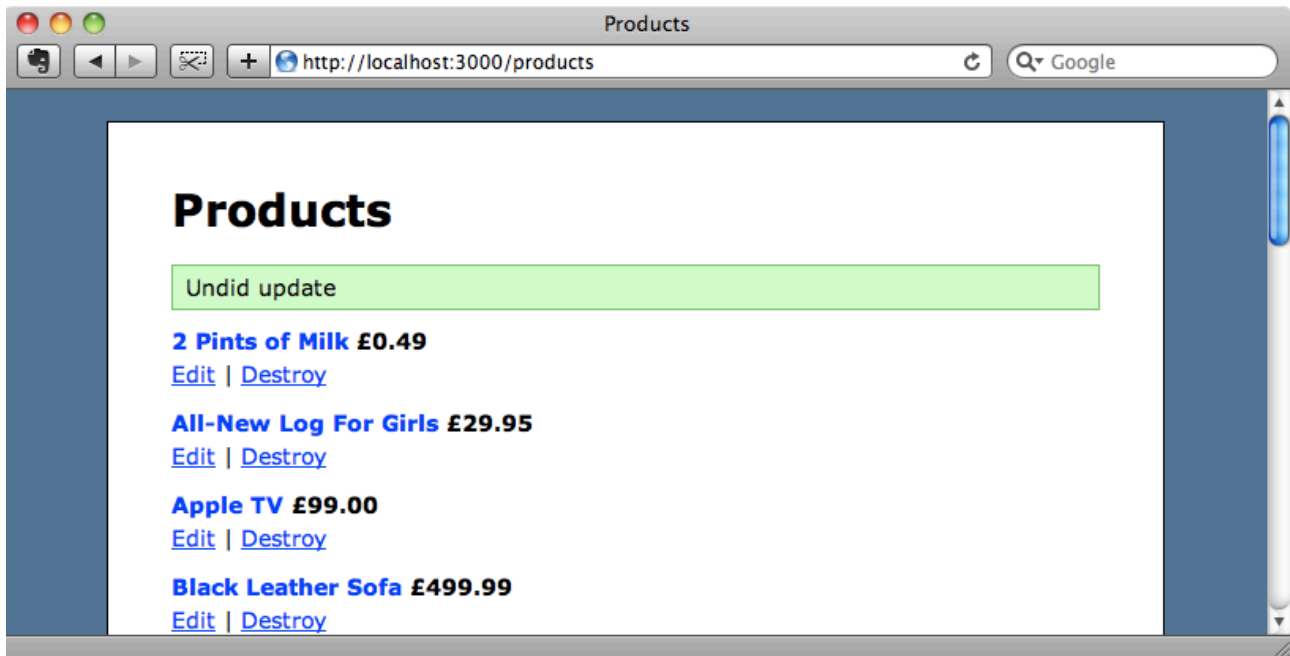 Products
http://localhost:3000/products
Google
Products
Undid update
2 Pints of Milk £0.49
Edit | Destroy
All-New Log For Girls £29.95
Edit | Destroy
Apple TV £99.00
Edit | Destroy
Black Leather Sofa £499.99
Edit | Destroy